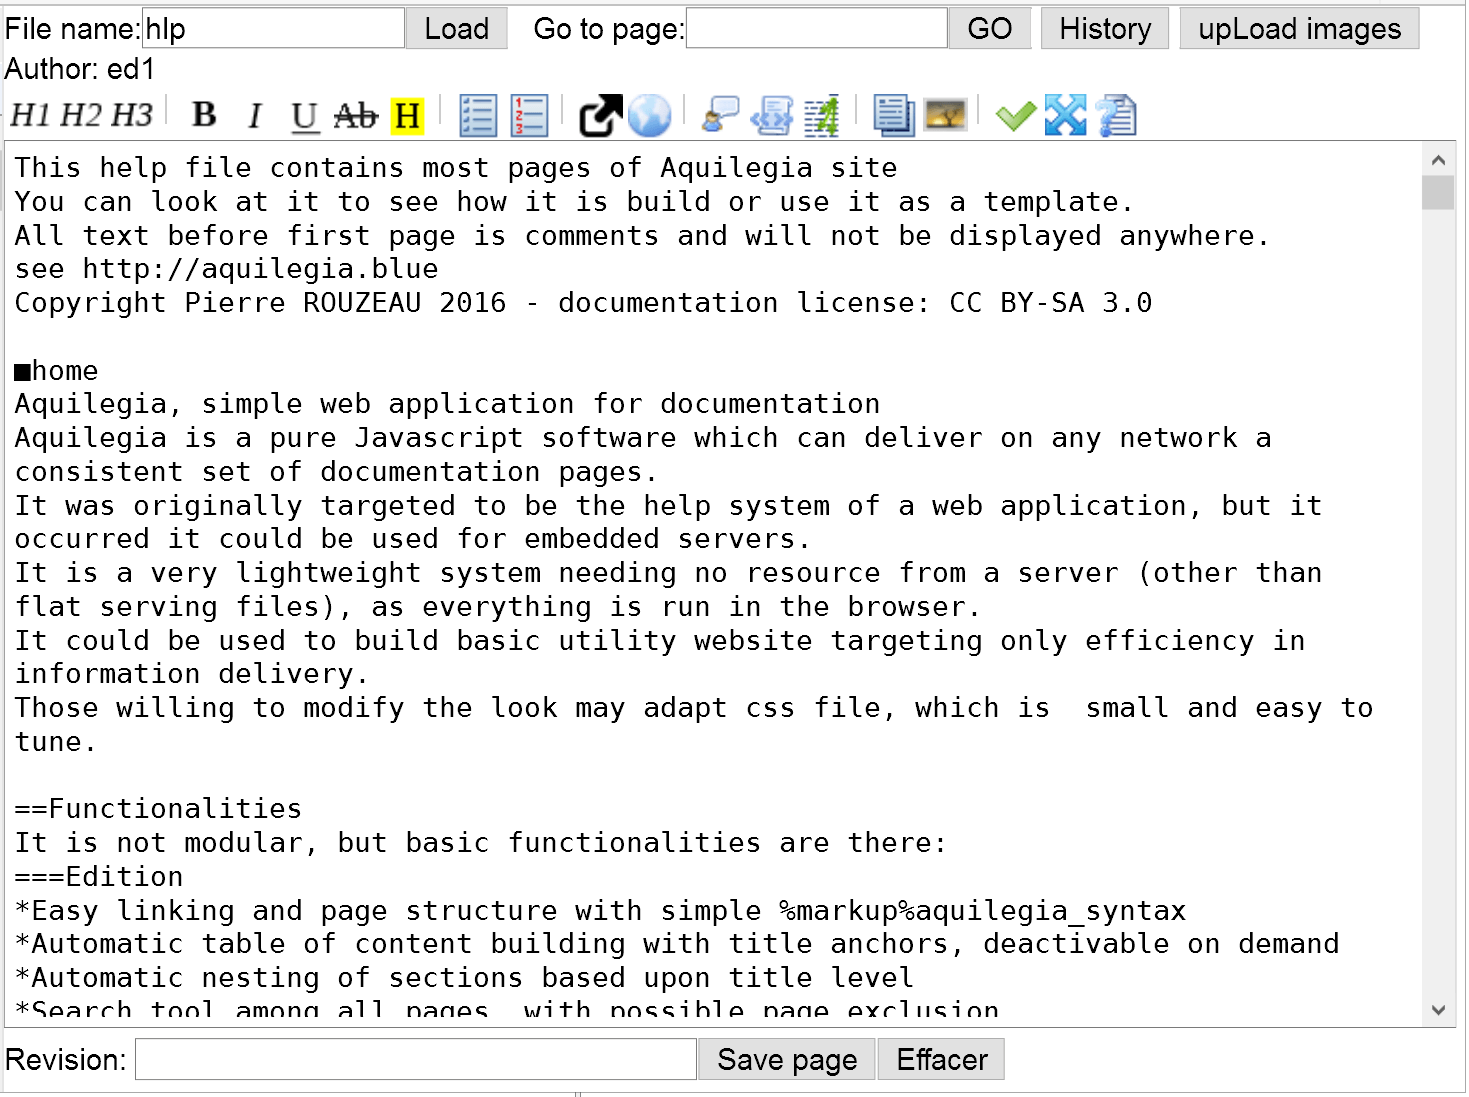 File name: hlp Load Go to page: GO History upLoad images
Author: ed1
H1 H2 H3 B I U Ab H
This help file contains most pages of Aquilegia site
You can look at it to see how it is build or use it as a template.
All text before first page is comments and will not be displayed anywhere.
see http://aquilegia.blue
Copyright Pierre ROUZEAU 2016 - documentation license: CC BY-SA 3.0
■home
Aquilegia, simple web application for documentation
Aquilegia is a pure Javascript software which can deliver on any network a
consistent set of documentation pages.
It was originally targeted to be the help system of a web application, but it
occurred it could be used for embedded servers.
It is a very lightweight system needing no resource from a server (other than
flat serving files), as everything is run in the browser.
It could be used to build basic utility website targeting only efficiency in
information delivery.
Those willing to modify the look may adapt css file, which is  small and easy to
tune.
==Functionalities
It is not modular, but basic functionalities are there:
===Edition
*Easy linking and page structure with simple %markup%aquilegia_syntax
*Automatic table of content building with title anchors, deactivable on demand
*Automatic nesting of sections based upon title level
*Search tool among all pages  with possible page exclusion
Revision: Save page Effacer